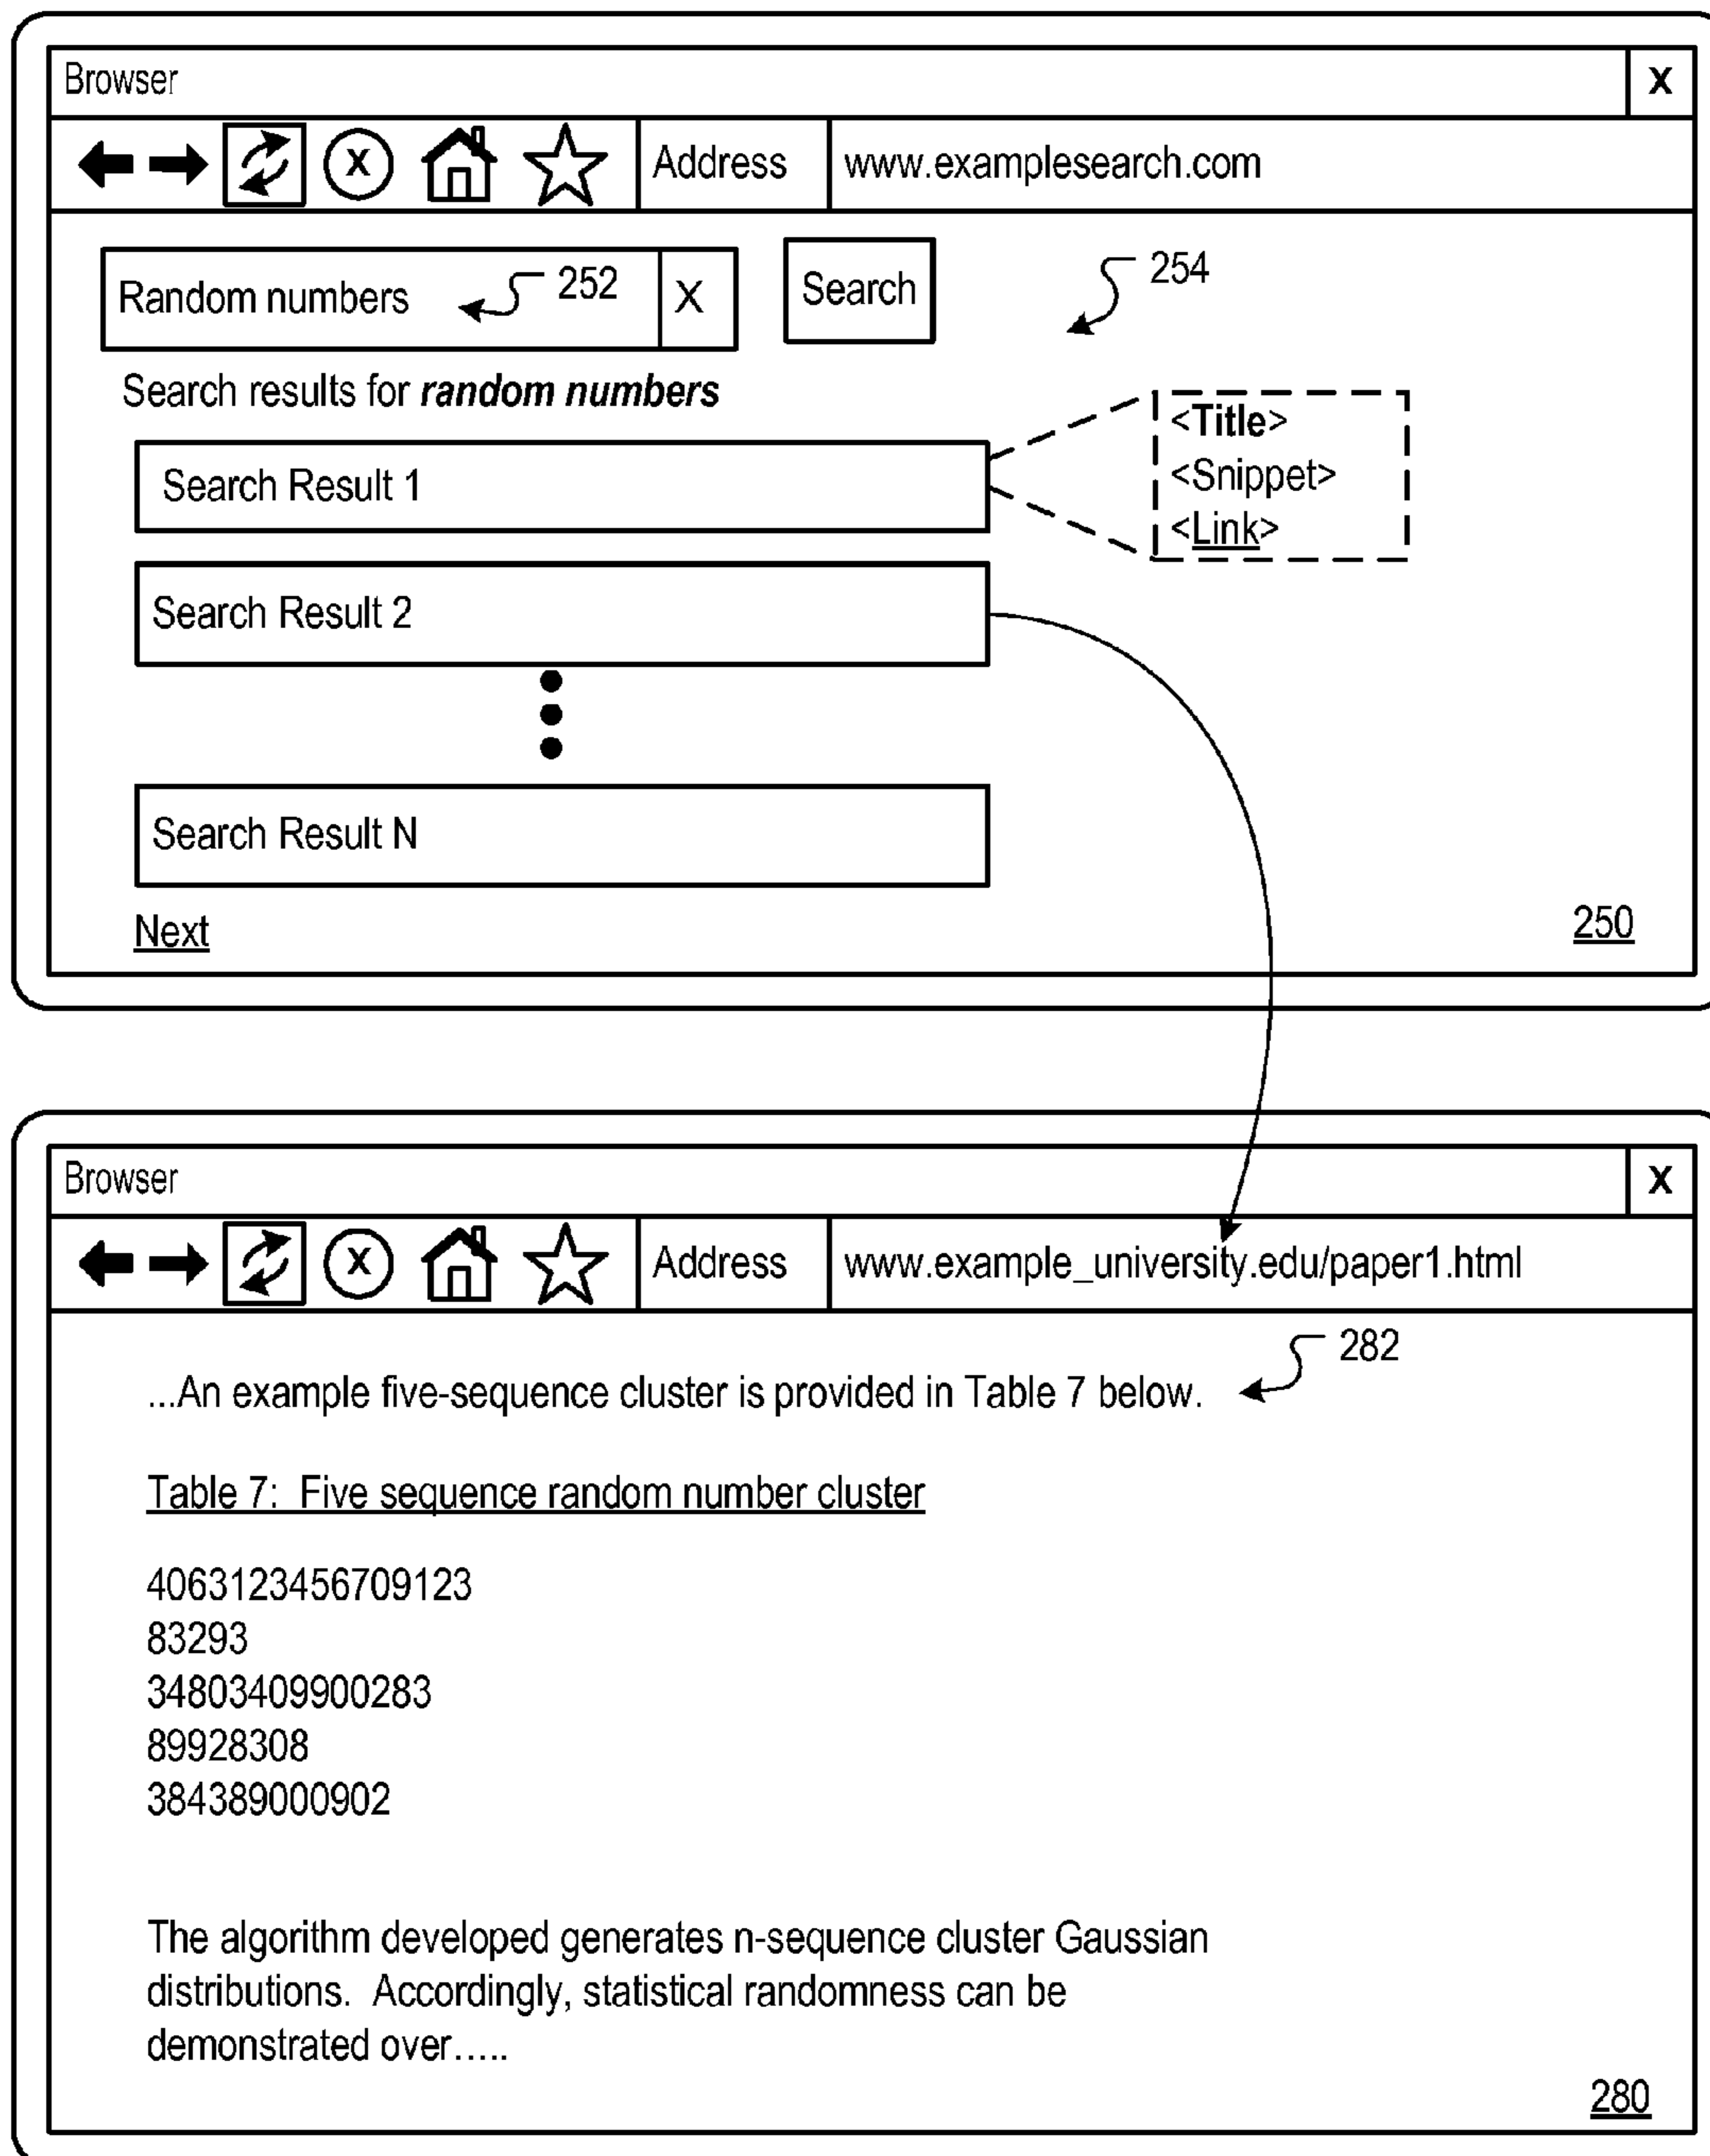 Browser X
X Address www.examplesearch.com
Random numbers 252 X Search 254
Search results for random numbers
<Title>
Search Result 1 <Snippet>
<Link>
Search Result 2
Search Result N
Next 250
Browser X
X Address www.example_university.edu/paper1.html
282
...An example five-sequence cluster is provided in Table 7 below.
Table 7: Five sequence random number cluster
4063123456709123
83293
34803409900283
89928308
384389000902
The algorithm developed generates n-sequence cluster Gaussian
distributions. Accordingly, statistical randomness can be
demonstrated over.....
280